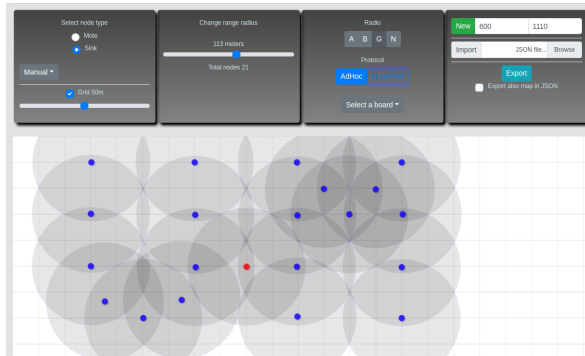 Select node type
Mote
Sink
Manual
Grid 50m
Change range radius
113 meters
Total nodes 21
Radio
A B G N
Protocol
AdHoc
Select a board
New 600 1110
Import JSON file... Browse
Export
Export also map in JSON